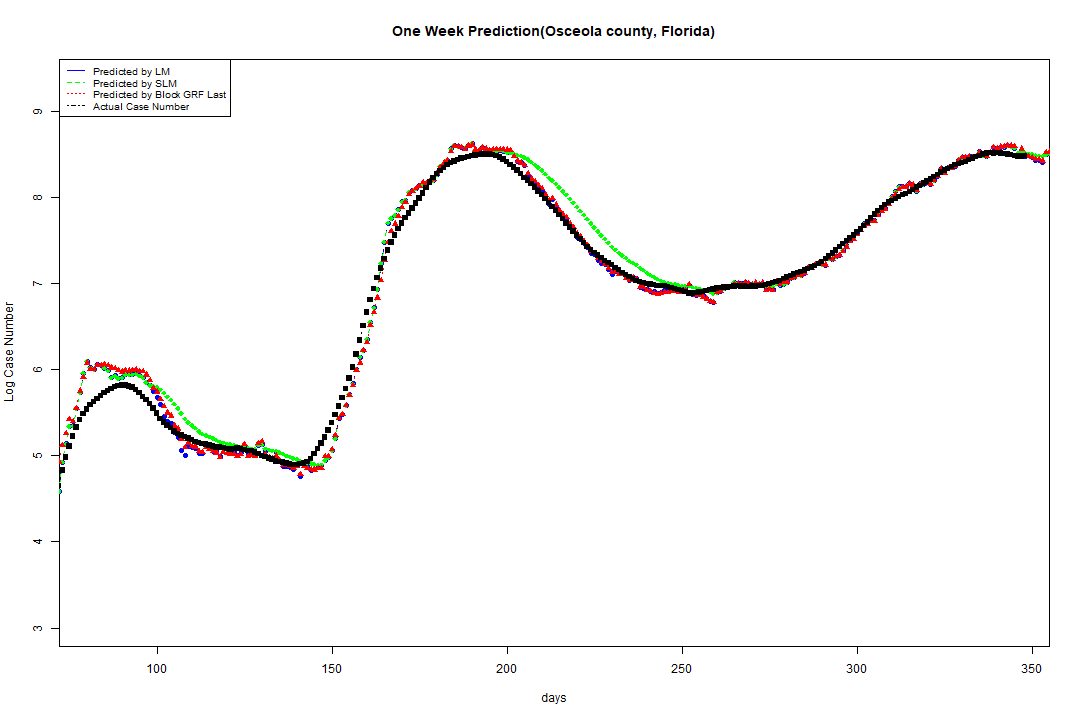 One Week Prediction(Osceola county, Florida)
Predicted by LM
Predicted by SLM
Predicted by Block GRF Last
Actual Case Number
9
8
7
6
5
4
3
Log Case Number
100 150 200 250 300 350
days